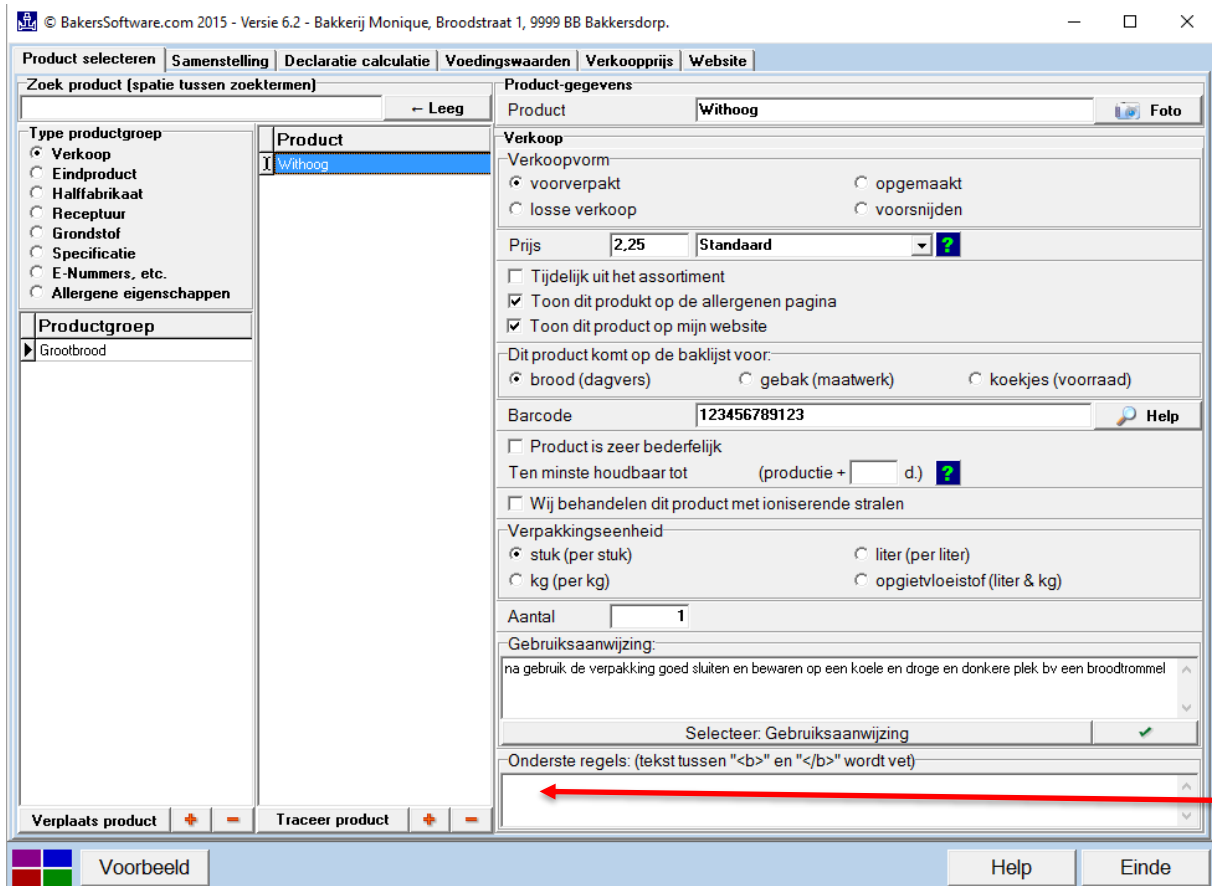 © BakersSoftware.com 2015 - Versie 6.2 - Bakkerij Monique, Broodstraat 1, 9999 BB Bakkersdorp.
Product selecteren Samenstelling Declaratie calculatie Voedingswaarden Verkoopprijs Website
Zoek product (spatie tussen zoektermen)
← Leeg
Type productgroep
Verkoop
Eindproduct
Halffabrikaat
Receptuur
Grondstof
Specificatie
E-Nummers, etc.
Allergene eigenschappen
Productgroep
Grootbrood
Verplaats product + -
Product
Withoog
Traceer product + -
Product-gegevens
Product Withoog Foto
Verkoop
Verkoopvorm
voorverpakt opgemaakt
losse verkoop voorsnijden
Prijs 2,25 Standaard ?
Tijdelijk uit het assortiment
Toon dit produkt op de allergenen pagina
Toon dit product op mijn website
Dit product komt op de baklijst voor:
brood (dagvers) gebak (maatwerk) koekjes (voorraad)
Barcode 123456789123 Help
Product is zeer bederfelijk
Ten minste houdbaar tot (productie + d.) ?
Wij behandelen dit product met ioniserende stralen
Verpakkingseenheid
stuk (per stuk) liter (per liter)
kg (per kg) opgietvloeistof (liter & kg)
Aantal 1
Gebruiksaanwijzing:
na gebruik de verpakking goed sluiten en bewaren op een koele en droge en donkere plek bv een broodtrommel
Selecteer: Gebruiksaanwijzing
Onderste regels: (tekst tussen "<b>" en "</b>" wordt vet)
Voorbeeld Help Einde